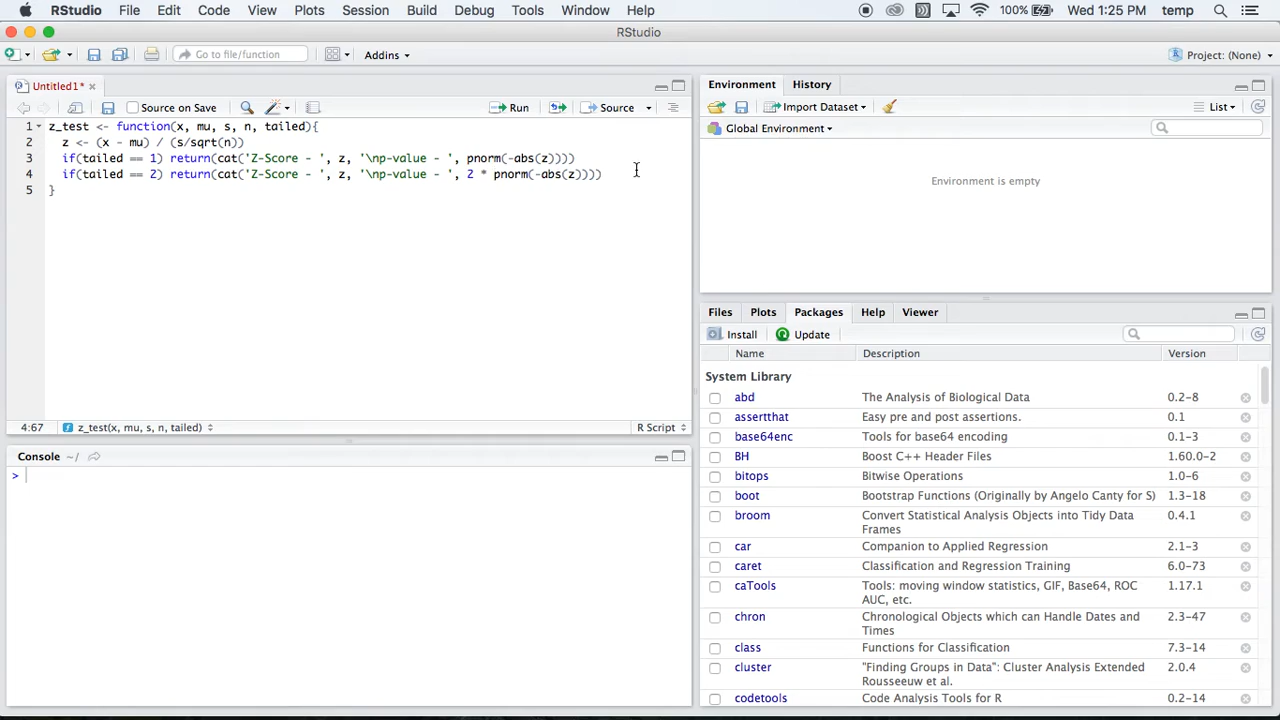 RStudio File Edit Code View Plots Session Build Debug Tools Window Help 100% Wed 1:25 PM temp
RStudio
Go to file/function Addins Project: (None)
Untitled1*
Source on Save Run Source
1 z_test <- function(x, mu, s, n, tailed){
2 z <- (x - mu) / (s/sqrt(n))
3 if(tailed == 1) return(cat('Z-Score - ', z, '\np-value - ', pnorm(-abs(z))))
4 if(tailed == 2) return(cat('Z-Score - ', z, '\np-value - ', 2 * pnorm(-abs(z))))
5 }
4:67 z_test(x, mu, s, n, tailed) R Script
Console ~/
>
Environment History
Import Dataset List
Global Environment
Environment is empty
Files Plots Packages Help Viewer
Install Update
Name Description Version
System Library
abd The Analysis of Biological Data 0.2-8
assertthat Easy pre and post assertions. 0.1
base64enc Tools for base64 encoding 0.1-3
BH Boost C++ Header Files 1.60.0-2
bitops Bitwise Operations 1.0-6
boot Bootstrap Functions (Originally by Angelo Canty for S) 1.3-18
broom Convert Statistical Analysis Objects into Tidy Data 0.4.1
Frames
car Companion to Applied Regression 2.1-3
caret Classification and Regression Training 6.0-73
caTools Tools: moving window statistics, GIF, Base64, ROC 1.17.1
AUC, etc.
chron Chronological Objects which can Handle Dates and 2.3-47
Times
class Functions for Classification 7.3-14
cluster "Finding Groups in Data": Cluster Analysis Extended 2.0.4
Rousseeuw et al.
codetools Code Analysis Tools for R 0.2-14